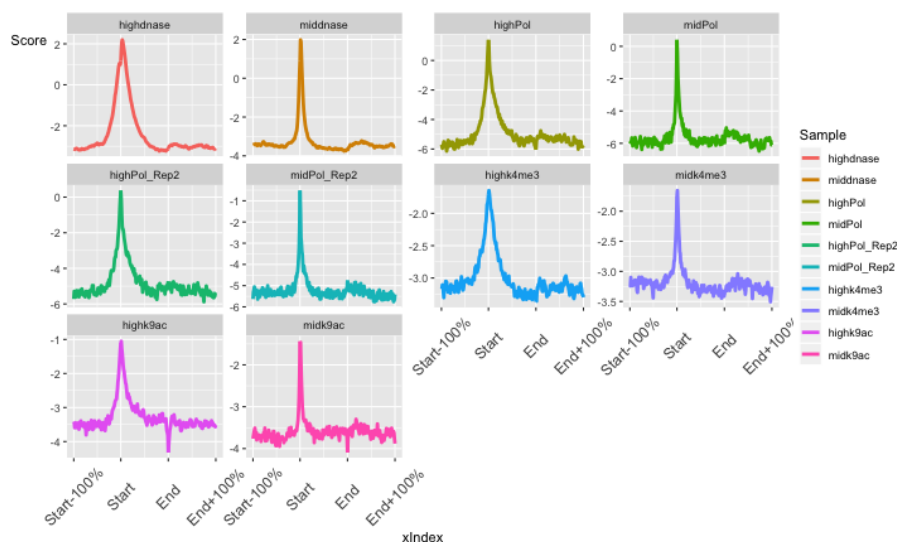 Score
highdnase
middnase
highPol
midPol
2
0
-2
2
0
-2
-4
0
-2
-4
-6
0
-2
-4
-6
highPol_Rep2
midPol_Rep2
highk4me3
midk4me3
0
-2
-4
-6
-1
-2
-3
-4
-5
-6
-2.0
-2.5
-3.0
-2.0
-2.5
-3.0
-3.5
highk9ac
midk9ac
-1
-2
-3
-4
-2
-3
-4
Start-100%
Start
End
End+100%
Start-100%
Start
End
End+100%
Start-100%
Start
End
End+100%
Start-100%
Start
End
End+100%
xIndex
Sample
highdnase
middnase
highPol
midPol
highPol_Rep2
midPol_Rep2
highk4me3
midk4me3
highk9ac
midk9ac